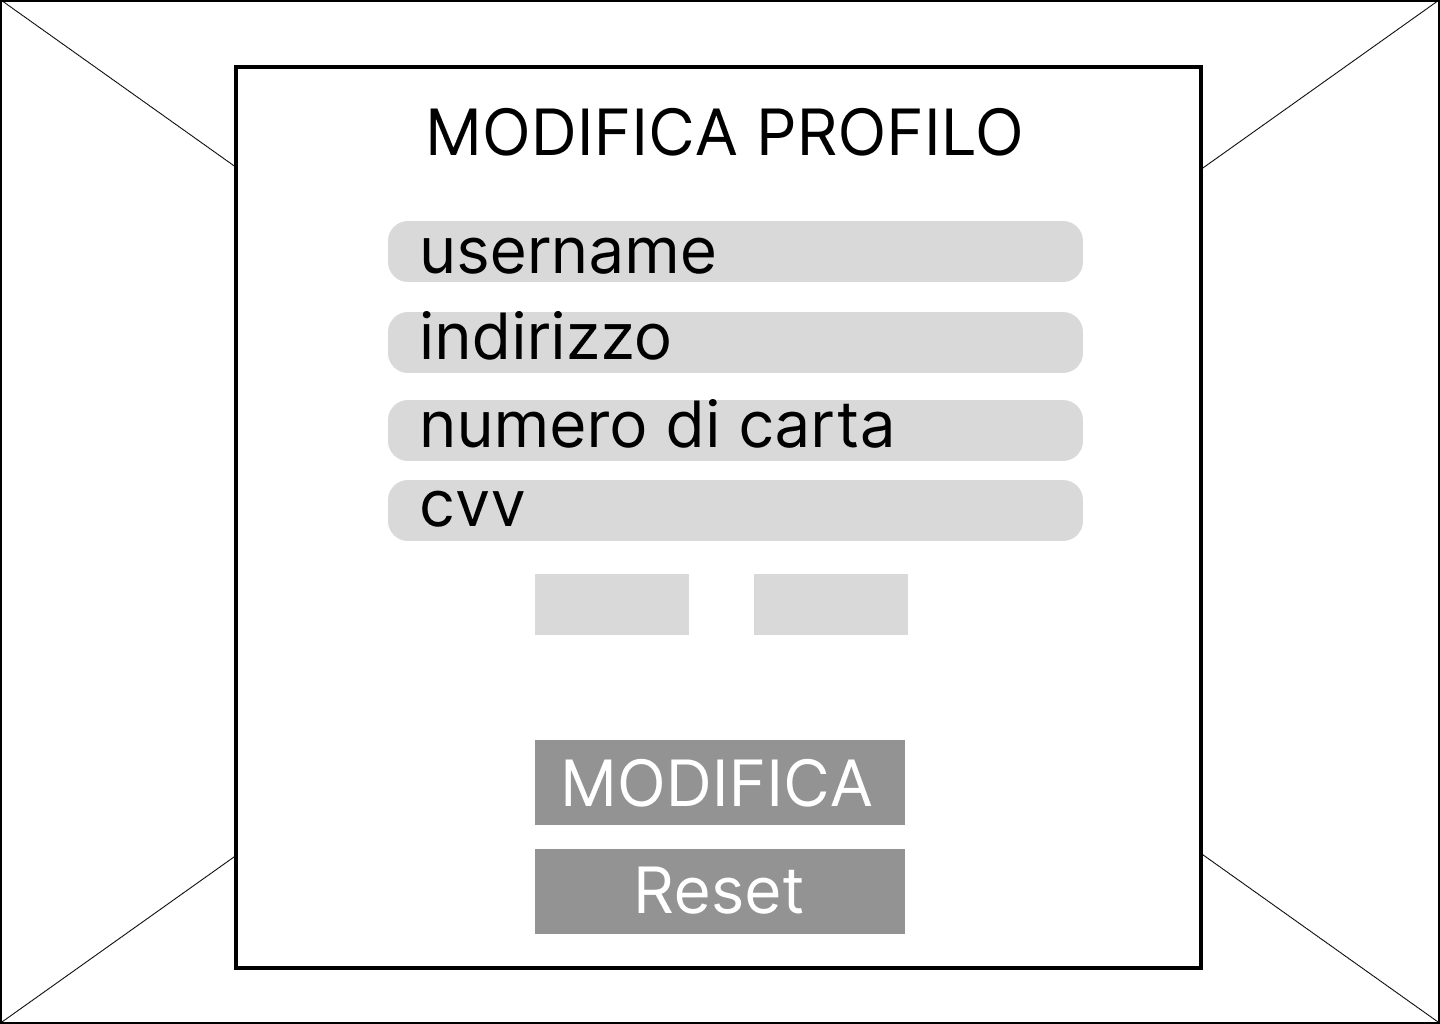 MODIFICA PROFILO
username
indirizzo
numero di carta
cvv
MODIFICA
Reset